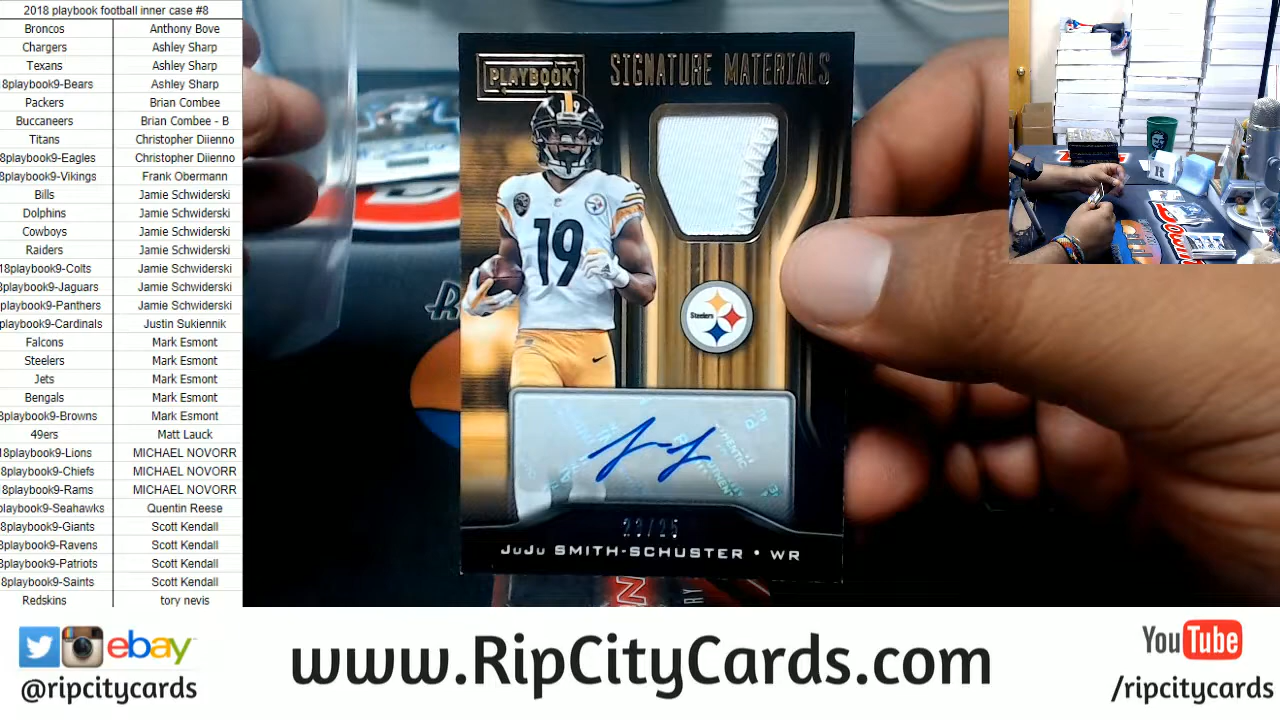 2018 playbook football inner case #8
Broncos Anthony Bove
Chargers Ashley Sharp
Texans Ashley Sharp
8playbook9-Bears Ashley Sharp
Packers Brian Combee
Buccaneers Brian Combee - B
Titans Christopher Diienno
8playbook9-Eagles Christopher Diienno
8playbook9-Vikings Frank Obermann
Bills Jamie Schwiderski
Dolphins Jamie Schwiderski
Cowboys Jamie Schwiderski
Raiders Jamie Schwiderski
18playbook9-Colts Jamie Schwiderski
8playbook9-Jaguars Jamie Schwiderski
playbook9-Panthers Jamie Schwiderski
playbook9-Cardinals Justin Sukiennik
Falcons Mark Esmont
Steelers Mark Esmont
Jets Mark Esmont
Bengals Mark Esmont
8playbook9-Browns Mark Esmont
49ers Matt Lauck
18playbook9-Lions MICHAEL NOVORR
8playbook9-Chiefs MICHAEL NOVORR
8playbook9-Rams MICHAEL NOVORR
playbook9-Seahawks Quentin Reese
8playbook9-Giants Scott Kendall
8playbook9-Ravens Scott Kendall
8playbook9-Patriots Scott Kendall
8playbook9-Saints Scott Kendall
Redskins tory nevis
PLAYBOOK SIGNATURE MATERIALS
19
19
Steelers
AUTHENTIC
23/25
JuJu SMITH-SCHUSTER • WR
R
ebay
@ripcitycards
www.RipCityCards.com
YouTube
/ripcitycards